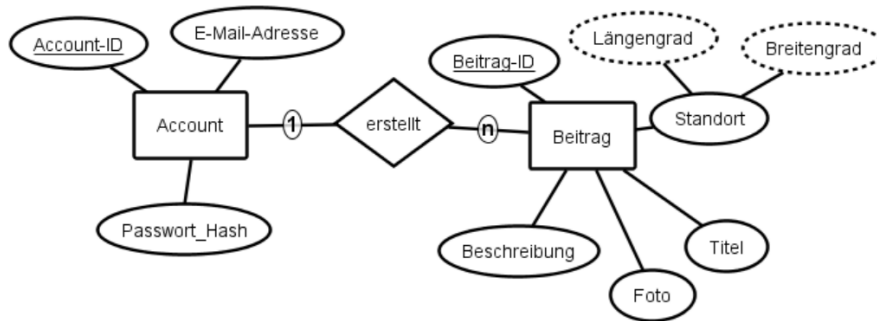 Account-ID
E-Mail-Adresse
Account
Passwort_Hash
1
erstellt
n
Beitrag-ID
Beitrag
Längengrad
Breitengrad
Standort
Beschreibung
Foto
Titel